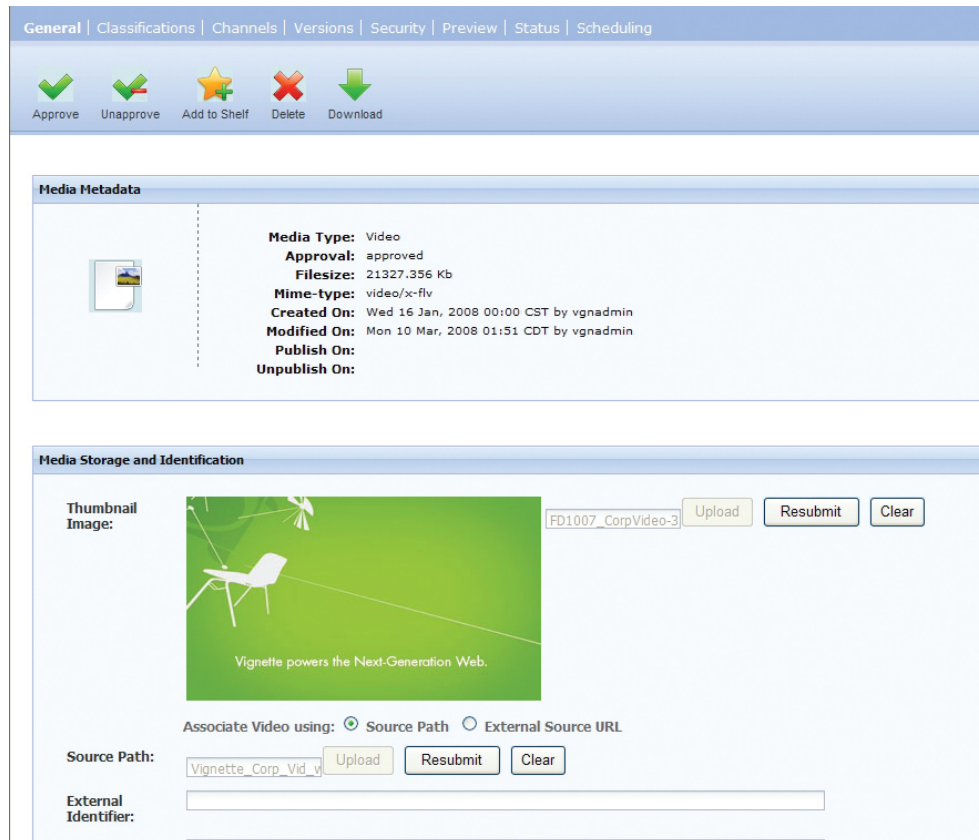 General | Classifications | Channels | Versions | Security | Preview | Status | Scheduling
Approve Unapprove Add to Shelf Delete Download
Media Metadata
Media Type: Video
Approval: approved
Filesize: 21327.356 Kb
Mime-type: video/x-flv
Created On: Wed 16 Jan, 2008 00:00 CST by vgnadmin
Modified On: Mon 10 Mar, 2008 01:51 CDT by vgnadmin
Publish On:
Unpublish On:
Media Storage and Identification
Thumbnail
Image:
FD1007_CorpVideo-3 Upload Resubmit Clear
Vignette powers the Next-Generation Web.
Associate Video using: Source Path External Source URL
Source Path: Vignette_Corp_Vid_ Upload Resubmit Clear
External
Identifier: